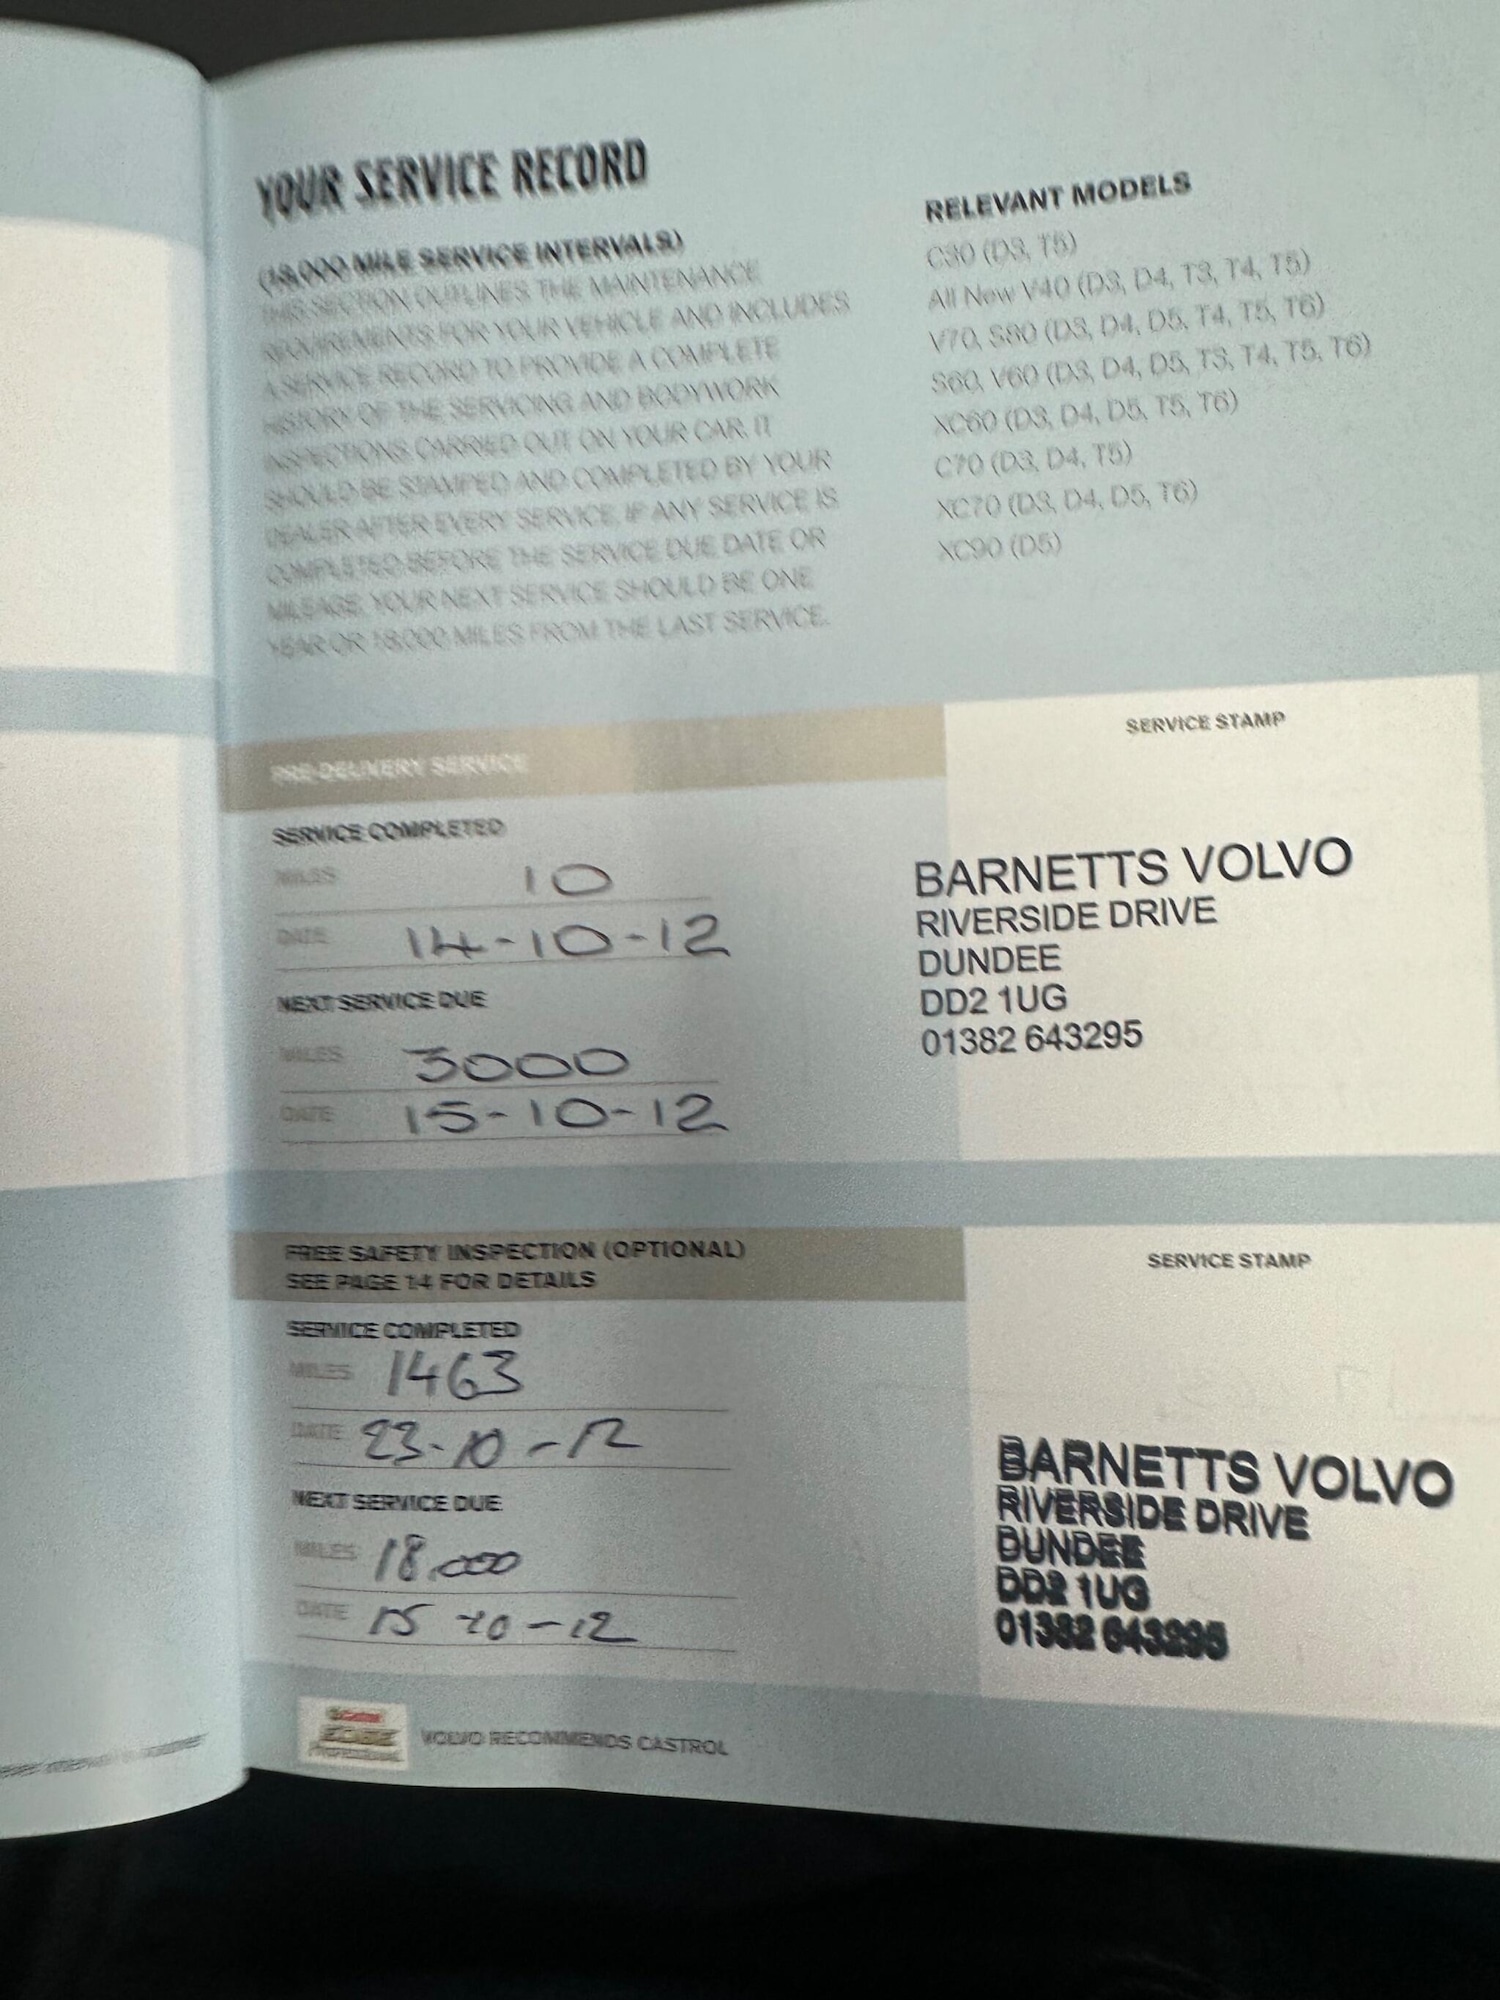 YOUR SERVICE RECORD
(18,000 MILE SERVICE INTERVALS)
THIS SECTION OUTLINES THE MAINTENANCE
REQUIREMENTS FOR YOUR VEHICLE AND INCLUDES
A SERVICE RECORD TO PROVIDE A COMPLETE
HISTORY OF THE SERVICING AND BODYWORK
INSPECTIONS CARRIED OUT ON YOUR CAR. IT
SHOULD BE STAMPED AND COMPLETED BY YOUR
DEALER AFTER EVERY SERVICE. IF ANY SERVICE IS
COMPLETED BEFORE THE SERVICE DUE DATE OR
MILEAGE, YOUR NEXT SERVICE SHOULD BE ONE
YEAR OR 18,000 MILES FROM THE LAST SERVICE.
RELEVANT MODELS
C30 (D3, T5)
All New V40 (D3, D4, T3, T4, T5)
V70, S80 (D3, D4, D5, T4, T5, T6)
S60, V60 (D3, D4, D5, T3, T4, T5, T6)
XC60 (D3, D4, D5, T5, T6)
C70 (D3, D4, T5)
XC70 (D3, D4, D5, T6)
XC90 (D5)
PRE-DELIVERY SERVICE
SERVICE COMPLETED
MILES 10
DATE 14-10-12
NEXT SERVICE DUE
MILES 3000
DATE 15-10-12
SERVICE STAMP
BARNETTS VOLVO
RIVERSIDE DRIVE
DUNDEE
DD2 1UG
01382 643295
FREE SAFETY INSPECTION (OPTIONAL)
SEE PAGE 14 FOR DETAILS
SERVICE COMPLETED
MILES 1463
DATE 23-10-12
NEXT SERVICE DUE
MILES 18,000
DATE 15-10-12
SERVICE STAMP
BARNETTS VOLVO
RIVERSIDE DRIVE
DUNDEE
DD2 1UG
01382 643295
Castrol
EDGE
Professional
VOLVO RECOMMENDS CASTROL